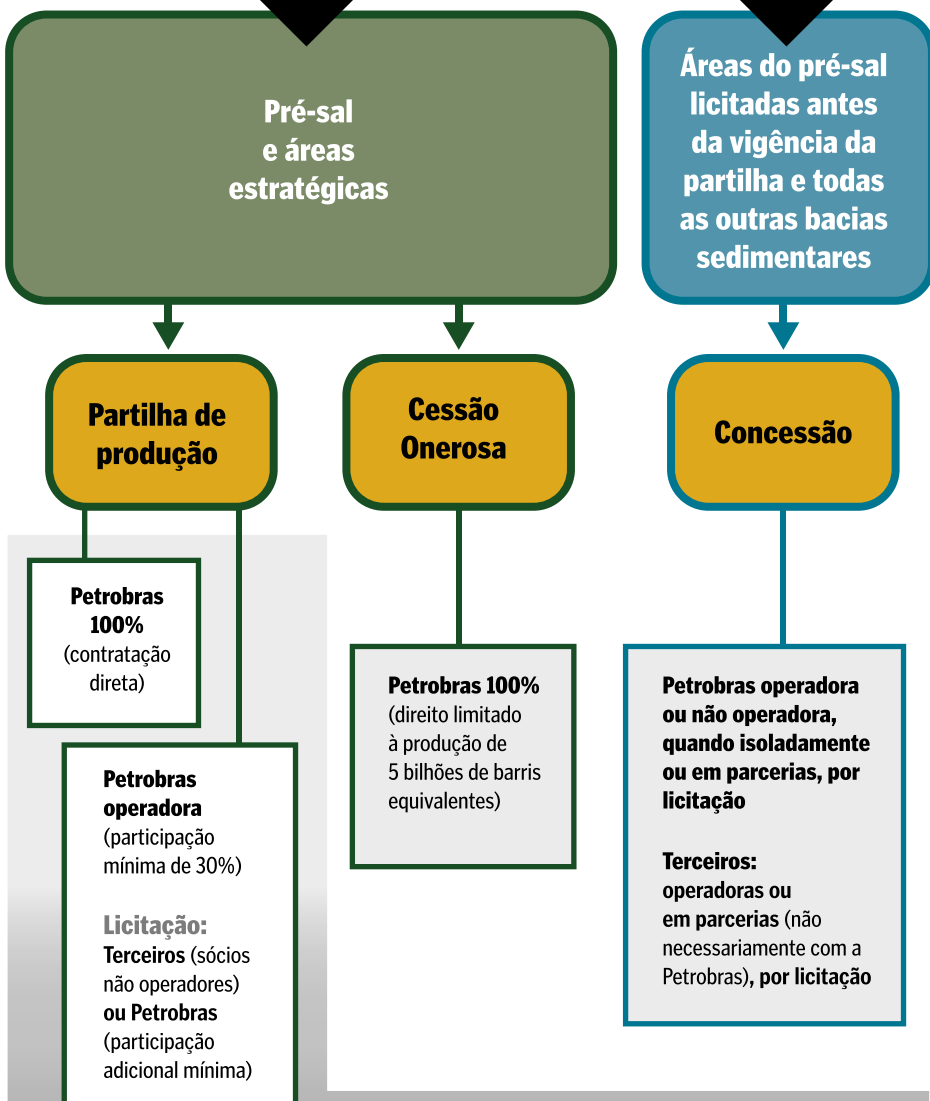 Pré-sal
e áreas
estratégicas
Áreas do pré-sal
licitadas antes
da vigência da
partilha e todas
as outras bacias
sedimentares
Partilha de
produção
Cessão
Onerosa
Concessão
Petrobras
100%
(contratação
direta)
Petrobras
operadora
(participação
mínima de 30%)
Licitação:
Terceiros (sócios
não operadores)
ou Petrobras
(participação
adicional mínima)
Petrobras 100%
(direito limitado
à produção de
5 bilhões de barris
equivalentes)
Petrobras operadora
ou não operadora,
quando isoladamente
ou em parcerias, por
licitação
Terceiros:
operadoras ou
em parcerias (não
necessariamente com a
Petrobras), por licitação